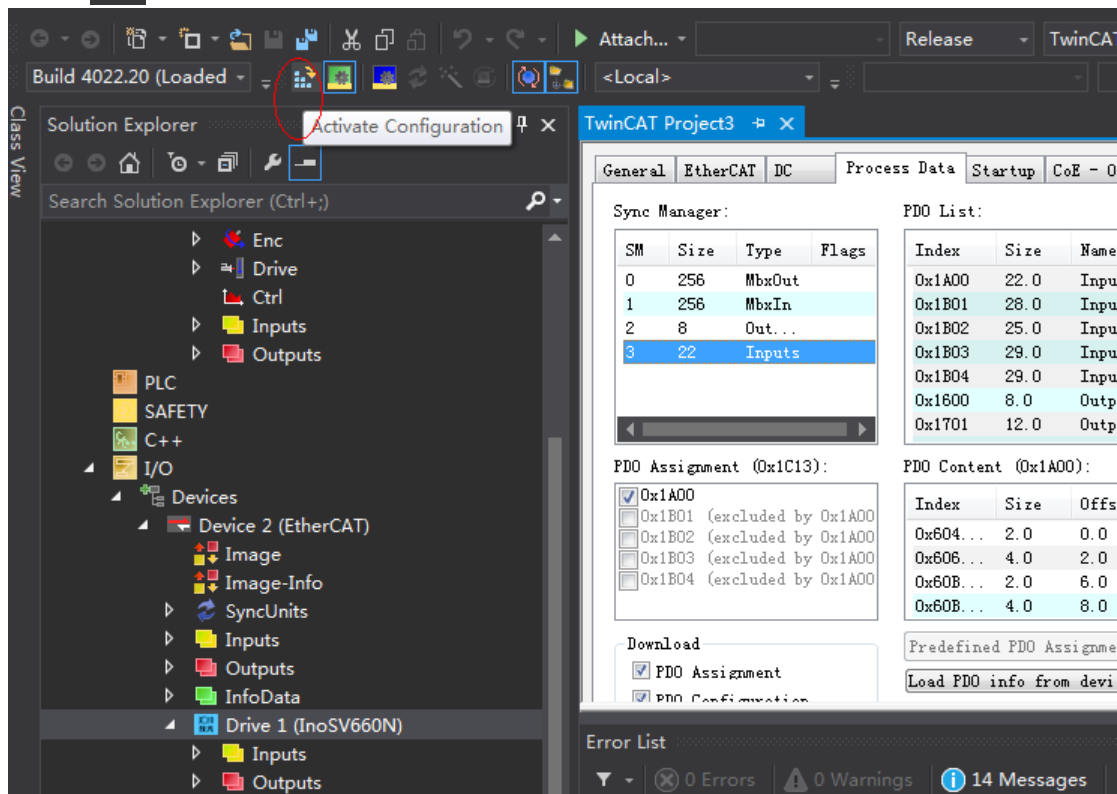 Attach...
Release
TwinCAT
Build 4022.20 (Loaded
<Local>
Class View
Solution Explorer
Activate Configuration
TwinCAT Project3
General
EtherCAT
DC
Process Data
Startup
CoE - O
Search Solution Explorer (Ctrl+;)
Sync Manager:
SM Size Type Flags
0 256 MbxOut
1 256 MbxIn
2 8 Out...
3 22 Inputs
PDO List:
Index Size Name
0x1A00 22.0 Inpu
0x1B01 28.0 Inpu
0x1B02 25.0 Inpu
0x1B03 29.0 Inpu
0x1B04 29.0 Inpu
0x1600 8.0 Outp
0x1701 12.0 Outp
Enc
Drive
Ctrl
Inputs
Outputs
PLC
SAFETY
C++
I/O
Devices
Device 2 (EtherCAT)
Image
Image-Info
SyncUnits
Inputs
Outputs
InfoData
Drive 1 (InoSV660N)
Inputs
Outputs
PDO Assignment (0x1C13):
0x1A00
0x1B01 (excluded by 0x1A00
0x1B02 (excluded by 0x1A00
0x1B03 (excluded by 0x1A00
0x1B04 (excluded by 0x1A00
PDO Content (0x1A00):
Index Size Offs
0x604... 2.0 0.0
0x606... 4.0 2.0
0x60B... 2.0 6.0
0x60B... 4.0 8.0
Download
PDO Assignment
PDO Configuration
Predefined PDO Assignme
Load PDO info from devi
Error List
0 Errors
0 Warnings
14 Messages